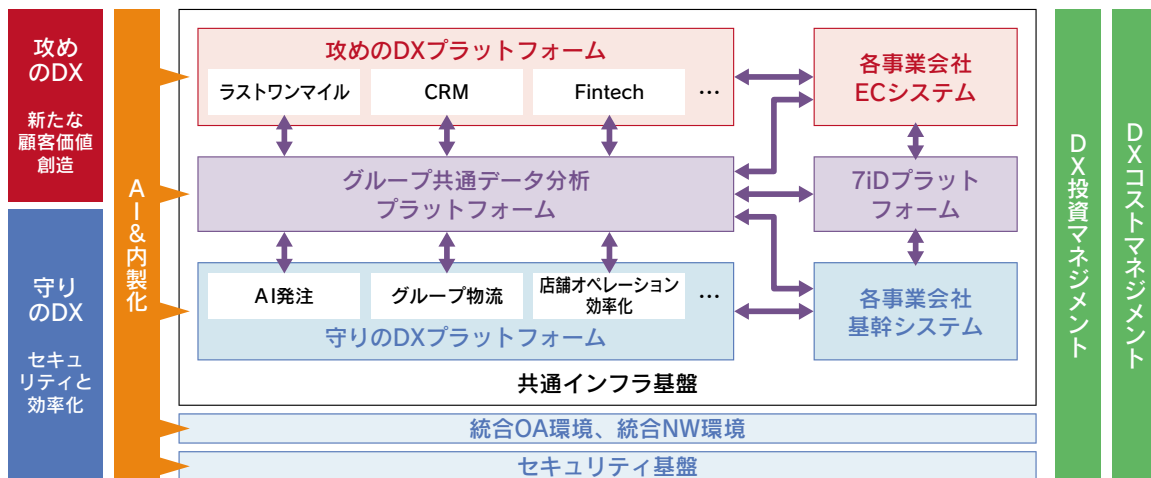 攻め
のDX
新たな
顧客価値
創造
守り
のDX
セキュ
リティと
効率化
AI&内製化
攻めのDXプラットフォーム
ラストワンマイル
CRM
Fintech
…
各事業会社
ECシステム
グループ共通データ分析
プラットフォーム
7iDプラット
フォーム
AI発注
グループ物流
店舗オペレーション
効率化
…
守りのDXプラットフォーム
各事業会社
基幹システム
共通インフラ基盤
統合OA環境、統合NW環境
セキュリティ基盤
DX投資マネジメント
DXコストマネジメント